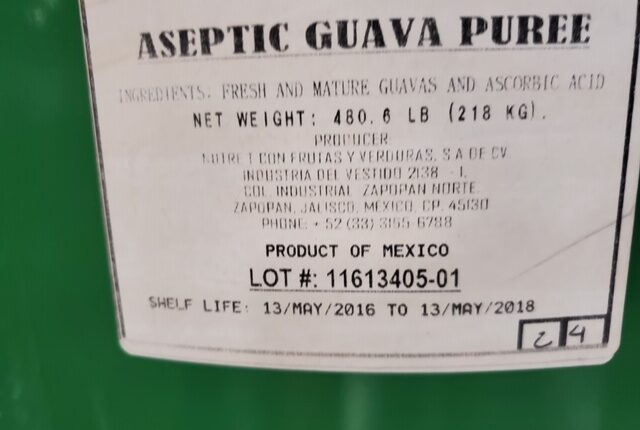 ASEPTIC GUAVA PUREE
INGREDIENTS: FRESH AND MATURE GUAVAS AND ASCORBIC ACID
NET WEIGHT: 480.6 LB (218 KG).
PRODUCER:
CON FRUTAS Y VERDURAS, S A DE CV
INDUSTRIA DEL VESTIDO 2138 - 1,
COL. INDUSTRIAL ZAPOPAN NORTE.
ZAPOPAN, JALISCO, MEXICO, CP. 45130
PHONE: + 52 (33) 3165-6788
PRODUCT OF MEXICO
LOT #: 11613405-01
SHELF LIFE: 13/MAY/2016 TO 13/MAY/2018
2 4